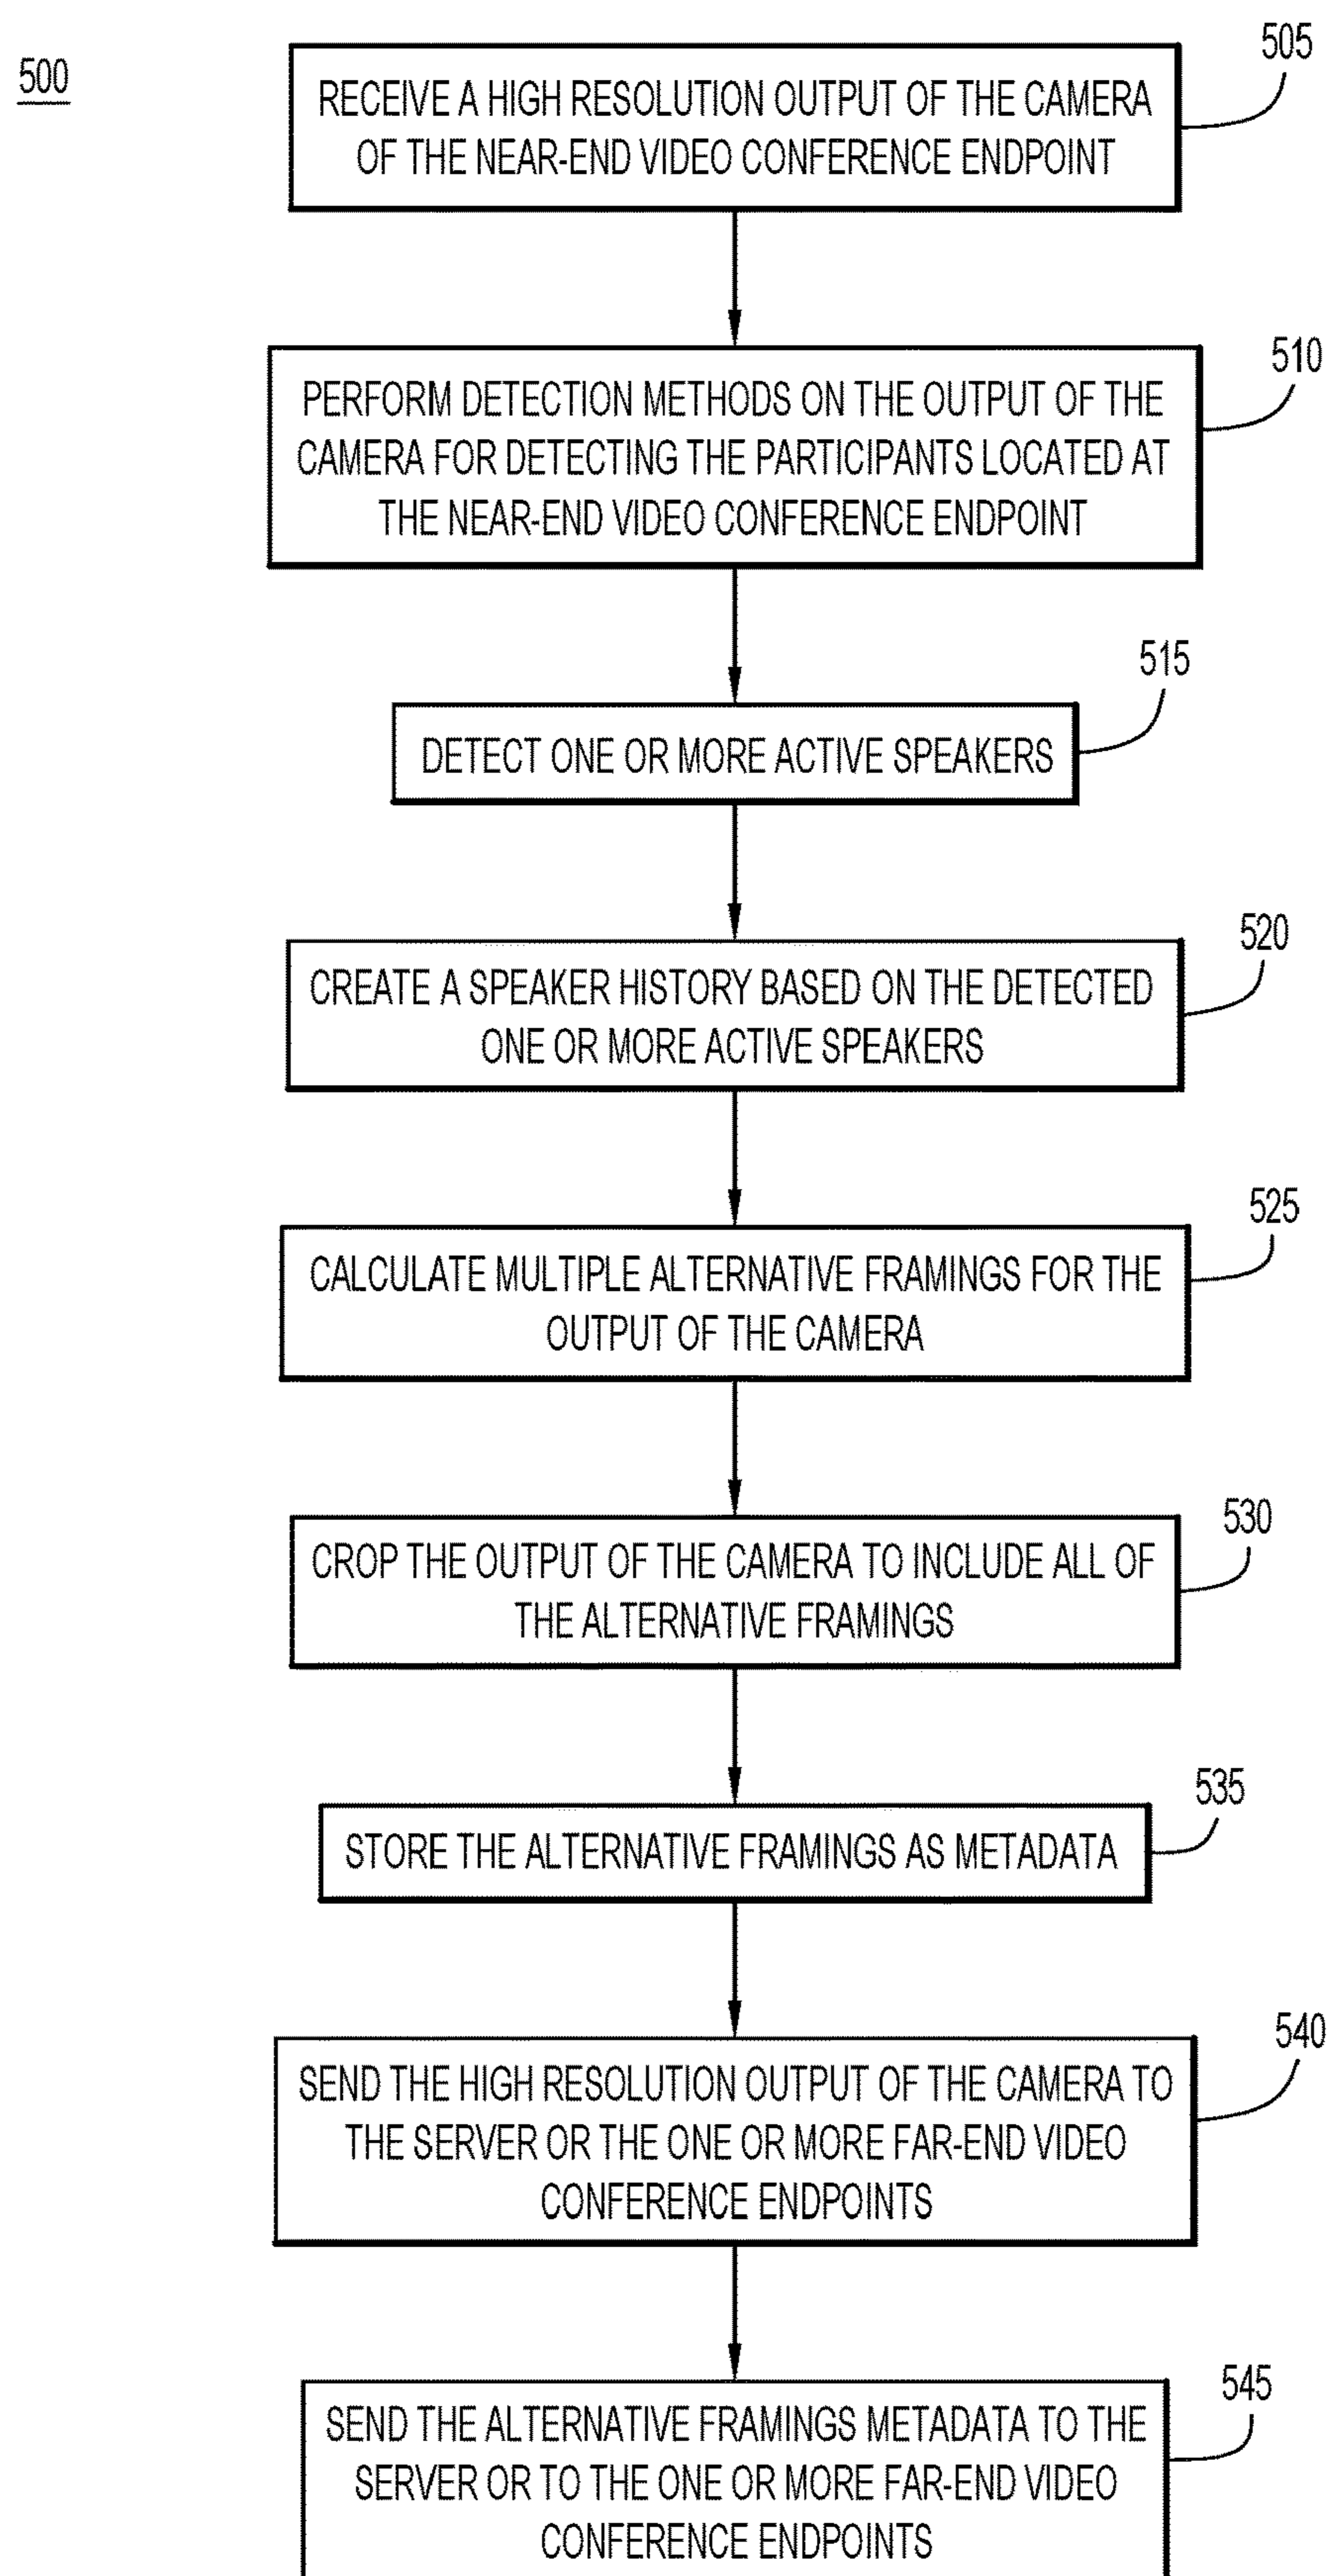 500
505
RECEIVE A HIGH RESOLUTION OUTPUT OF THE CAMERA
OF THE NEAR-END VIDEO CONFERENCE ENDPOINT
510
PERFORM DETECTION METHODS ON THE OUTPUT OF THE
CAMERA FOR DETECTING THE PARTICIPANTS LOCATED AT
THE NEAR-END VIDEO CONFERENCE ENDPOINT
515
DETECT ONE OR MORE ACTIVE SPEAKERS
520
CREATE A SPEAKER HISTORY BASED ON THE DETECTED
ONE OR MORE ACTIVE SPEAKERS
525
CALCULATE MULTIPLE ALTERNATIVE FRAMINGS FOR THE
OUTPUT OF THE CAMERA
530
CROP THE OUTPUT OF THE CAMERA TO INCLUDE ALL OF
THE ALTERNATIVE FRAMINGS
535
STORE THE ALTERNATIVE FRAMINGS AS METADATA
540
SEND THE HIGH RESOLUTION OUTPUT OF THE CAMERA TO
THE SERVER OR THE ONE OR MORE FAR-END VIDEO
CONFERENCE ENDPOINTS
545
SEND THE ALTERNATIVE FRAMINGS METADATA TO THE
SERVER OR TO THE ONE OR MORE FAR-END VIDEO
CONFERENCE ENDPOINTS